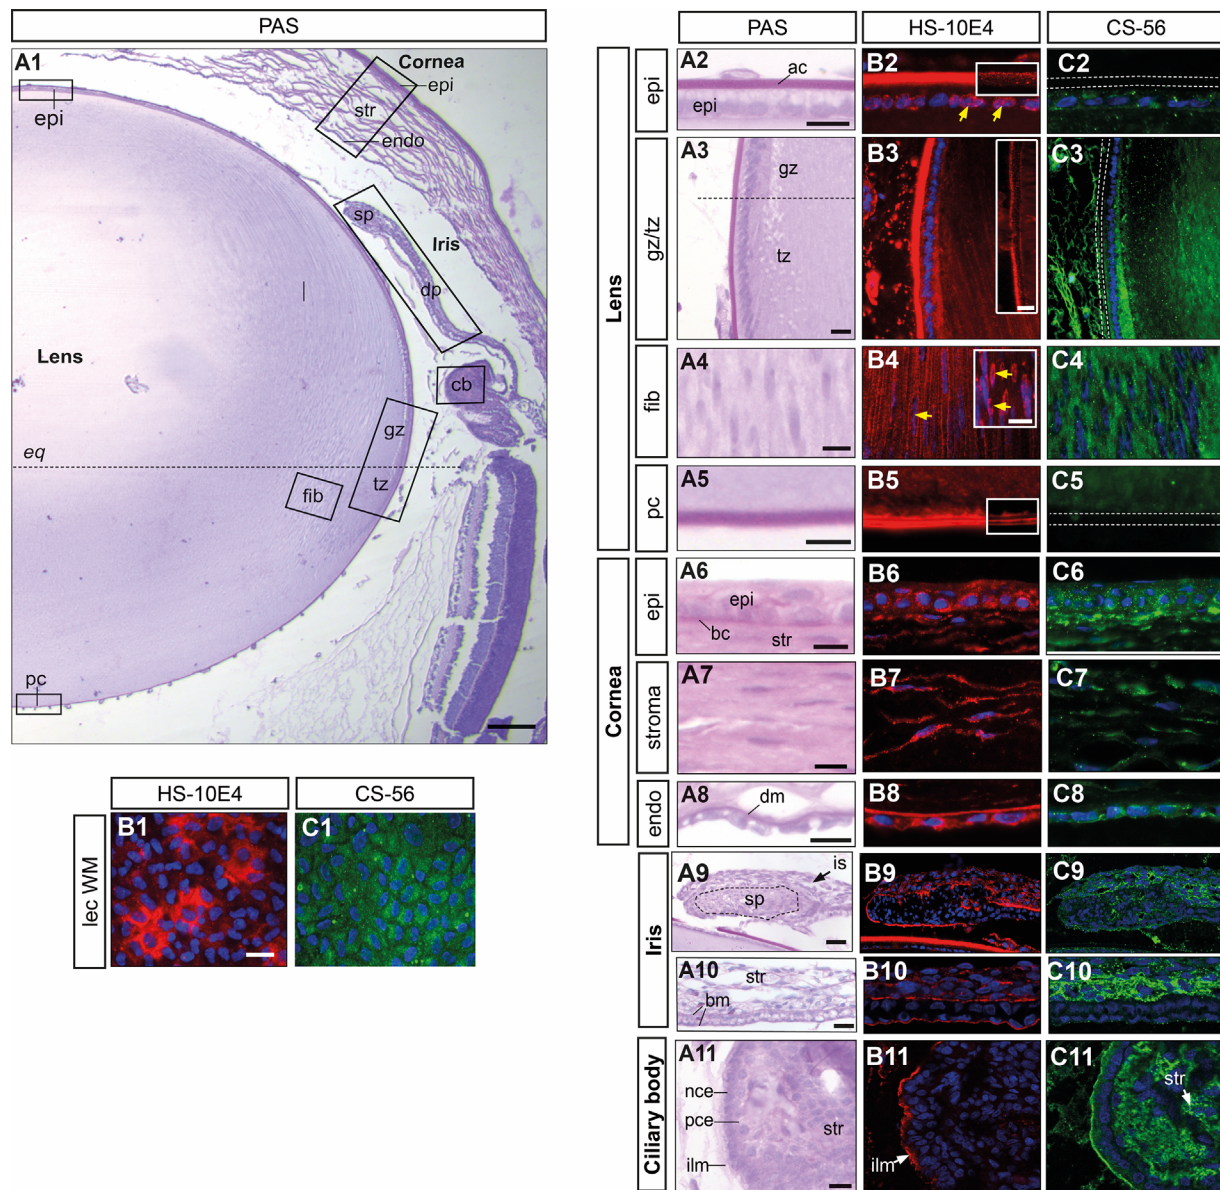 PAS
A1
Cornea
epi
epi
str
endo
sp
Iris
dp
l
Lens
cb
gz
eq
tz
fib
pc
HS-10E4
CS-56
lec WM
B1
C1
PAS
HS-10E4
CS-56
Lens
epi
A2
ac
epi
B2
C2
gz/tz
A3
gz
tz
B3
C3
fib
A4
B4
C4
pc
A5
B5
C5
Cornea
epi
A6
epi
bc
str
B6
C6
stroma
A7
B7
C7
endo
A8
dm
B8
C8
Iris
A9
is
sp
B9
C9
A10
str
bm
B10
C10
Ciliary body
A11
nce
pce
str
ilm
B11
ilm
C11
str